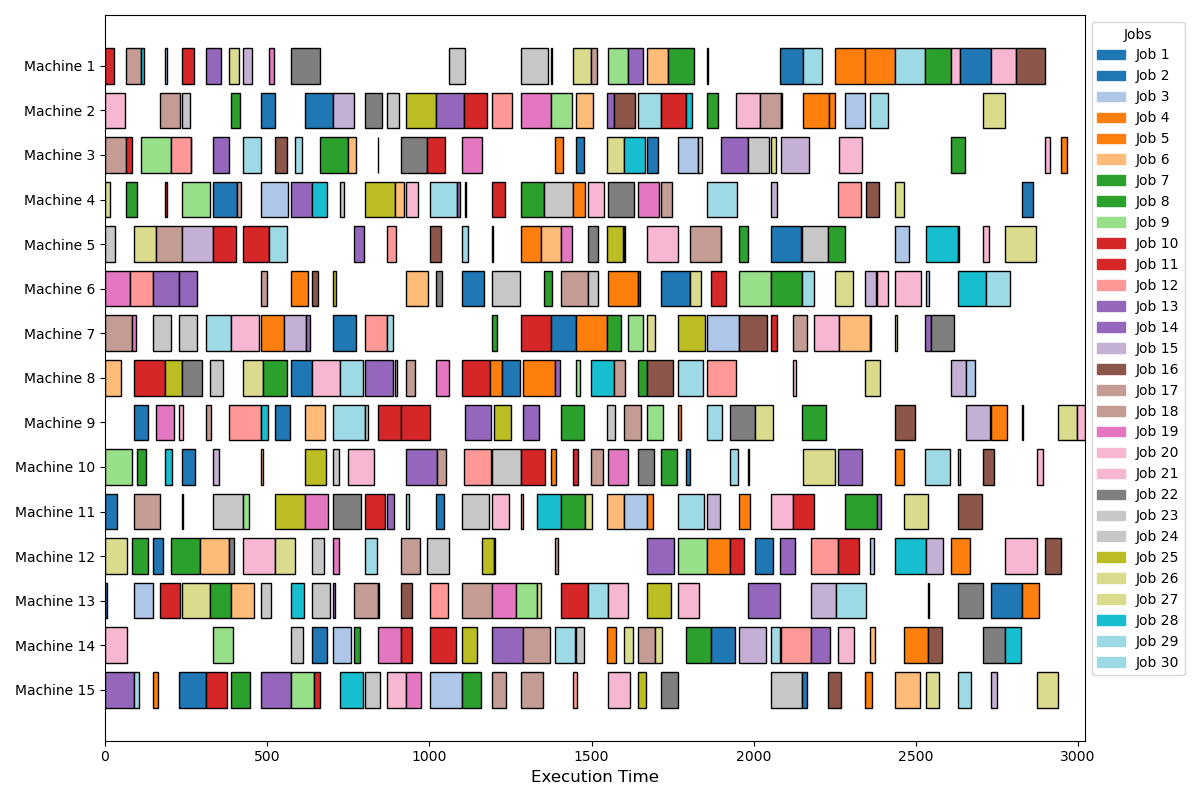 Machine 1
Machine 2
Machine 3
Machine 4
Machine 5
Machine 6
Machine 7
Machine 8
Machine 9
Machine 10
Machine 11
Machine 12
Machine 13
Machine 14
Machine 15
0 500 1000 1500 2000 2500 3000
Execution Time
Jobs
Job 1
Job 2
Job 3
Job 4
Job 5
Job 6
Job 7
Job 8
Job 9
Job 10
Job 11
Job 12
Job 13
Job 14
Job 15
Job 16
Job 17
Job 18
Job 19
Job 20
Job 21
Job 22
Job 23
Job 24
Job 25
Job 26
Job 27
Job 28
Job 29
Job 30